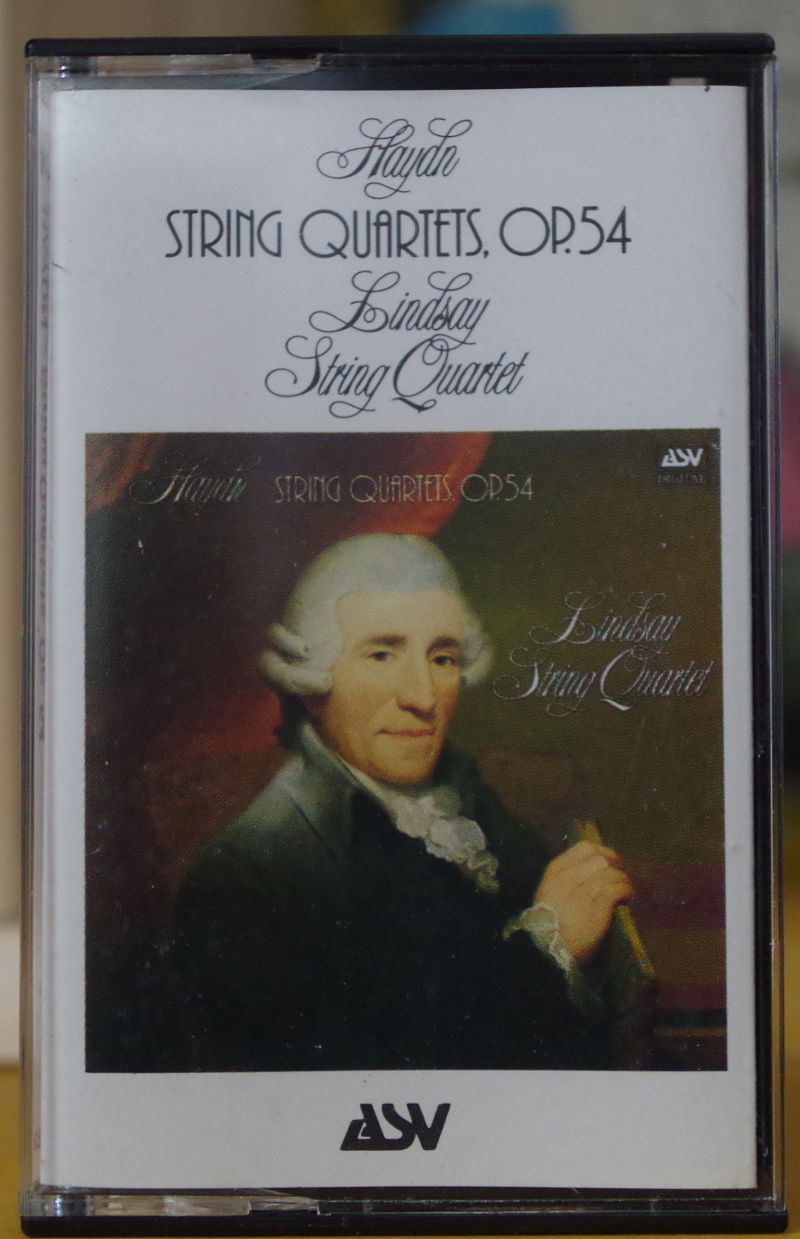 Haydn
STRING QUARTETS, OP.54
Lindsay
String Quartet
Haydn STRING QUARTETS, OP.54
ASV
Lindsay
String Quartet
ASV